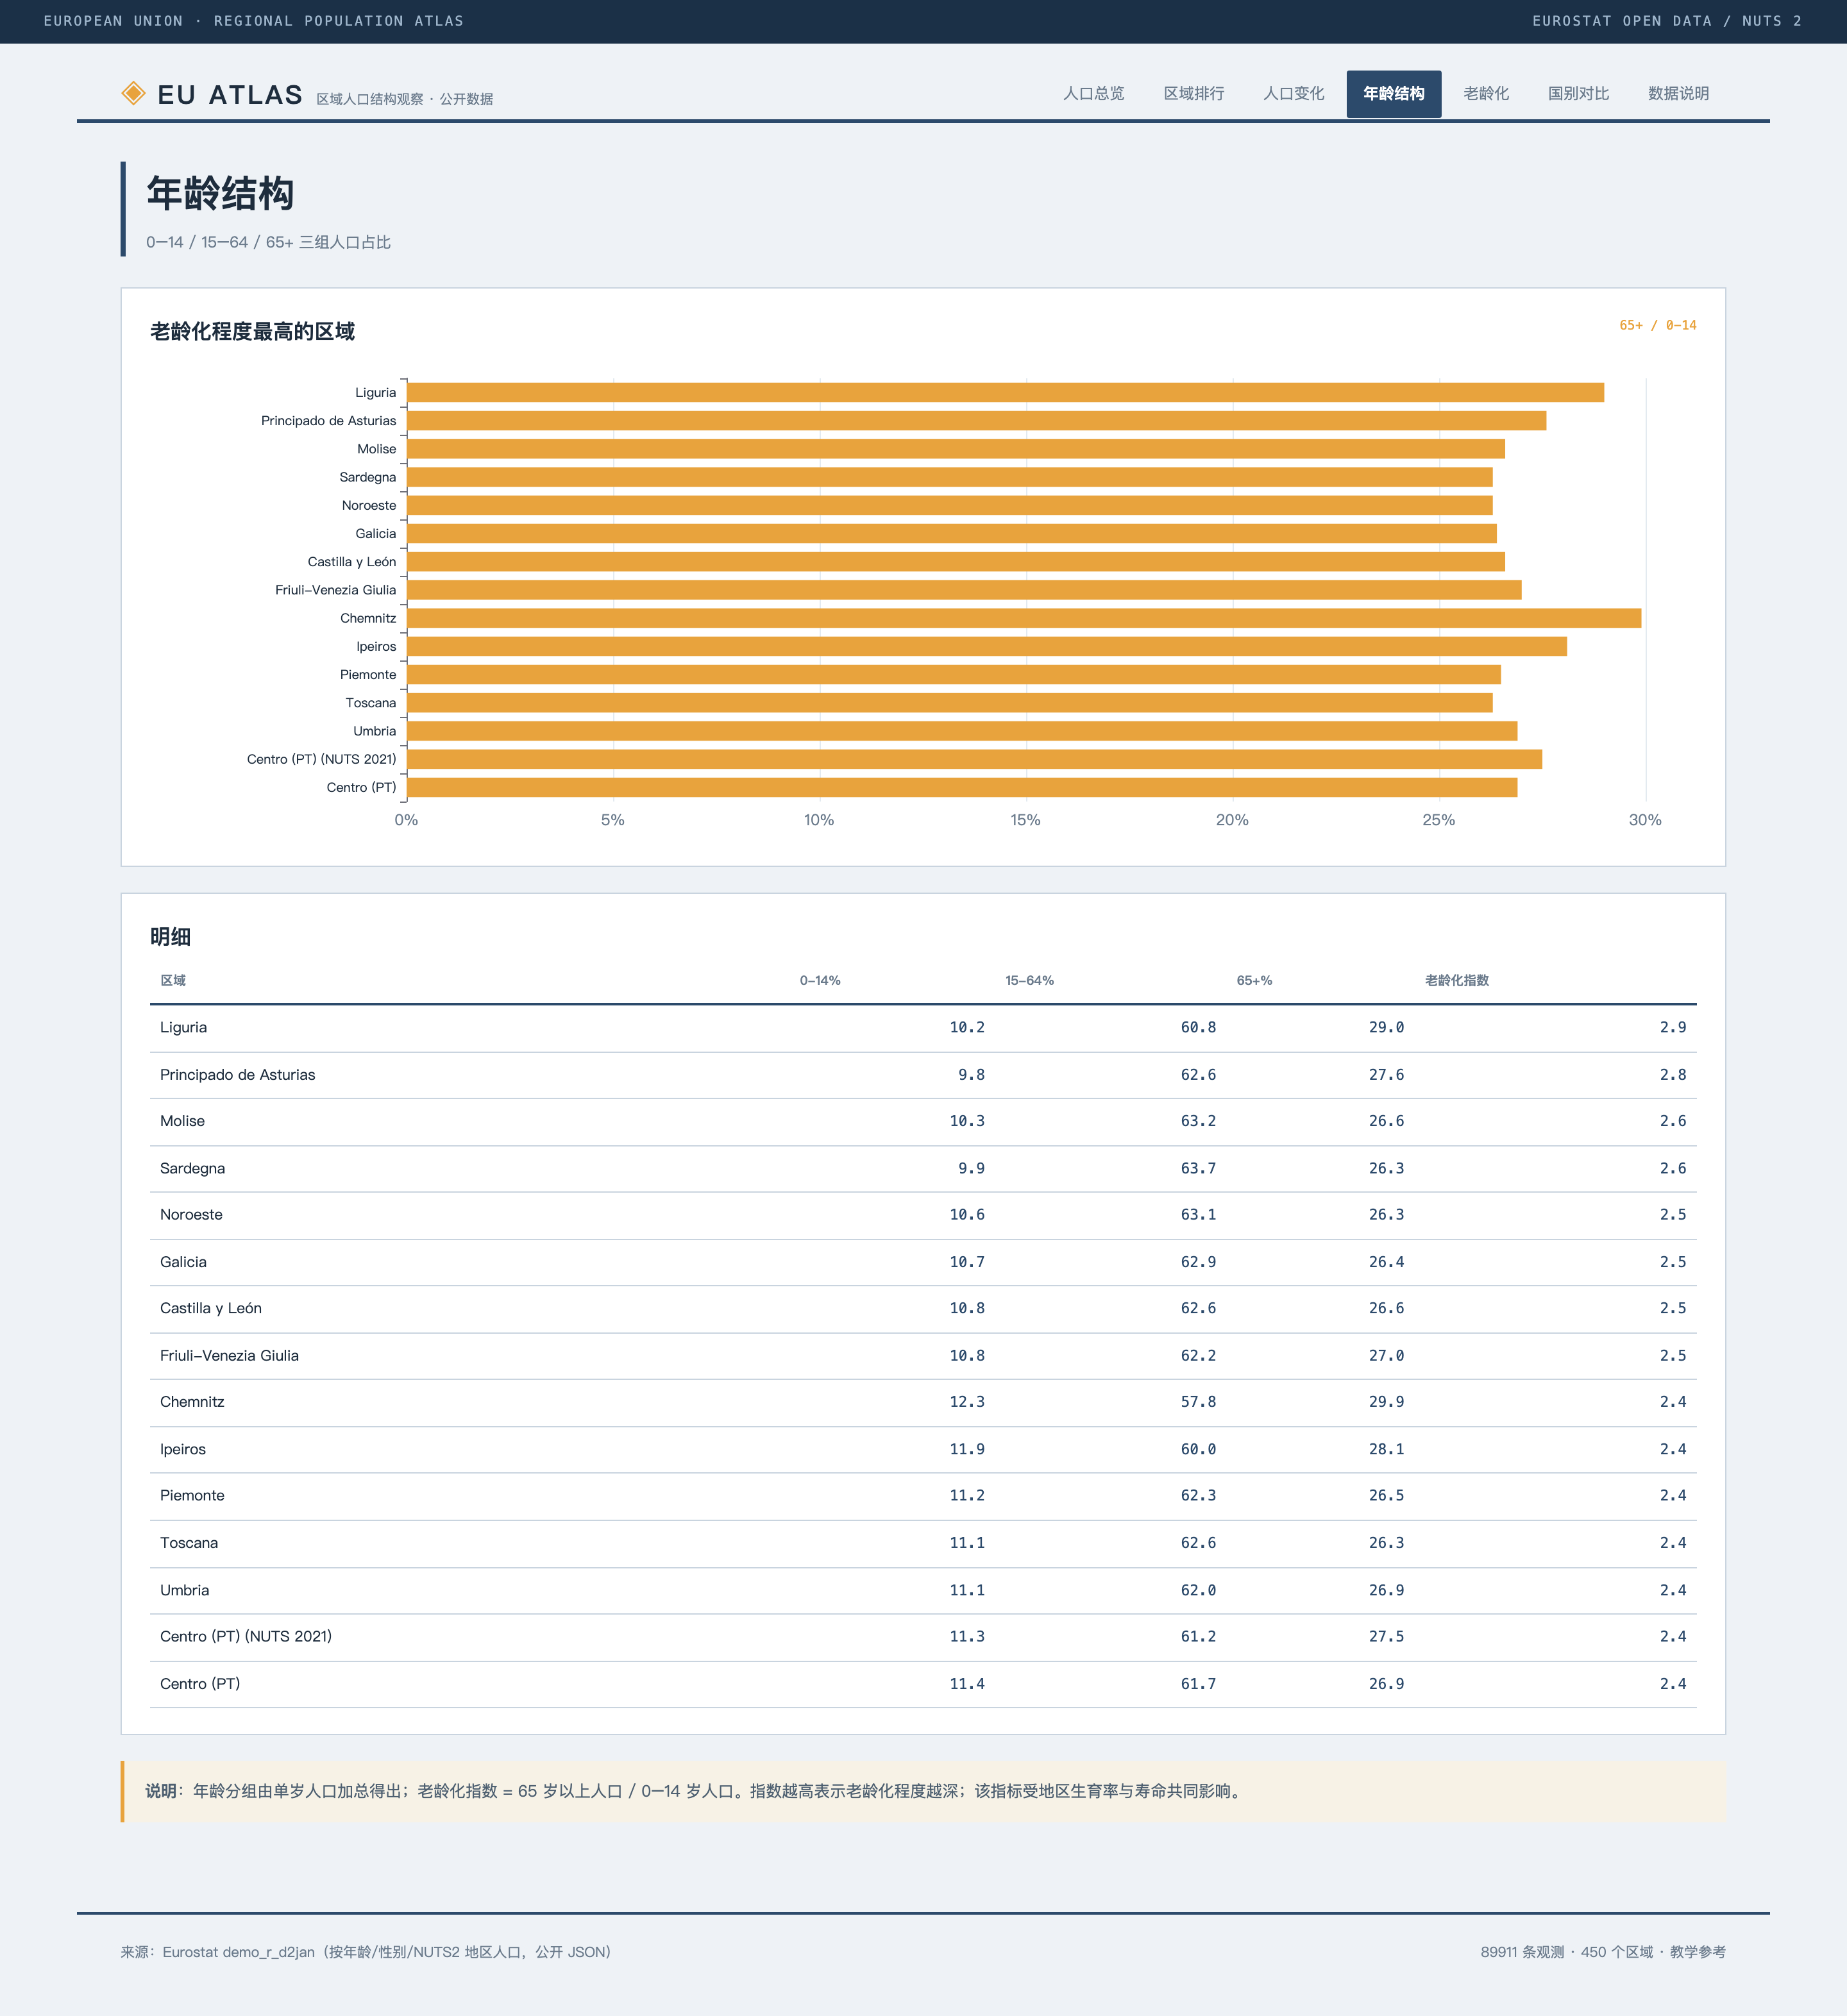 EUROPEAN UNION · REGIONAL POPULATION ATLAS
EUROSTAT OPEN DATA / NUTS 2
EU ATLAS 区域人口结构观察 · 公开数据
人口总览 区域排行 人口变化 年龄结构 老龄化 国别对比 数据说明
年龄结构
0—14 / 15—64 / 65+ 三组人口占比
老龄化程度最高的区域
65+ / 0-14
Liguria
Principado de Asturias
Molise
Sardegna
Noroeste
Galicia
Castilla y León
Friuli-Venezia Giulia
Chemnitz
Ipeiros
Piemonte
Toscana
Umbria
Centro (PT) (NUTS 2021)
Centro (PT)
0% 5% 10% 15% 20% 25% 30%
明细
区域 0-14% 15-64% 65+% 老龄化指数
Liguria 10.2 60.8 29.0 2.9
Principado de Asturias 9.8 62.6 27.6 2.8
Molise 10.3 63.2 26.6 2.6
Sardegna 9.9 63.7 26.3 2.6
Noroeste 10.6 63.1 26.3 2.5
Galicia 10.7 62.9 26.4 2.5
Castilla y León 10.8 62.6 26.6 2.5
Friuli-Venezia Giulia 10.8 62.2 27.0 2.5
Chemnitz 12.3 57.8 29.9 2.4
Ipeiros 11.9 60.0 28.1 2.4
Piemonte 11.2 62.3 26.5 2.4
Toscana 11.1 62.6 26.3 2.4
Umbria 11.1 62.0 26.9 2.4
Centro (PT) (NUTS 2021) 11.3 61.2 27.5 2.4
Centro (PT) 11.4 61.7 26.9 2.4
说明：年龄分组由单岁人口加总得出；老龄化指数 = 65 岁以上人口 / 0—14 岁人口。指数越高表示老龄化程度越深；该指标受地区生育率与寿命共同影响。
来源：Eurostat demo_r_d2jan（按年龄/性别/NUTS2 地区人口，公开 JSON）
89911 条观测 · 450 个区域 · 教学参考